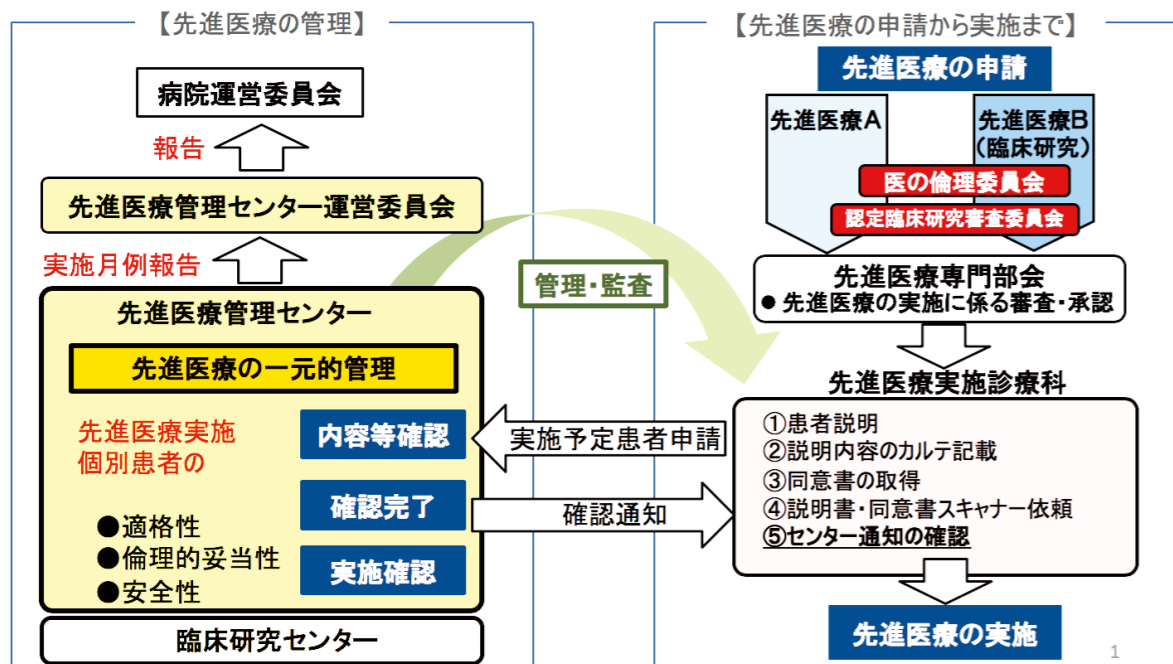 【先進医療の管理】
病院運営委員会
報告
先進医療管理センター運営委員会
実施月例報告
先進医療管理センター
先進医療の一元的管理
先進医療実施
個別患者の
●適格性
●倫理的妥当性
●安全性
内容等確認
確認完了
実施確認
臨床研究センター
管理・監査
実施予定患者申請
確認通知
【先進医療の申請から実施まで】
先進医療の申請
先進医療A
先進医療B
(臨床研究)
医の倫理委員会
認定臨床研究審査委員会
先進医療専門部会
● 先進医療の実施に係る審査・承認
先進医療実施診療科
①患者説明
②説明内容のカルテ記載
③同意書の取得
④説明書・同意書スキャナー依頼
⑤センター通知の確認
先進医療の実施
1